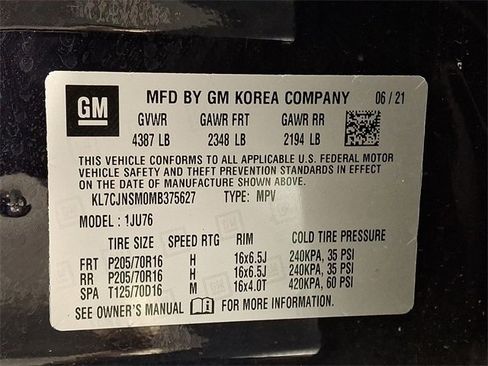 GM
MFD BY GM KOREA COMPANY 06/21
GVWR GAWR FRT GAWR RR
4387 LB 2348 LB 2194 LB
THIS VEHICLE CONFORMS TO ALL APPLICABLE U.S. FEDERAL MOTOR
VEHICLE SAFETY AND THEFT PREVENTION STANDARDS IN EFFECT
ON THE DATE OF MANUFACTURE SHOWN ABOVE.
KL7CJNSM0MB375627 TYPE: MPV
MODEL: 1JU76
TIRE SIZE SPEED RTG RIM COLD TIRE PRESSURE
FRT P205/70R16 H 16x6.5J 240KPA, 35 PSI
RR P205/70R16 H 16x6.5J 240KPA, 35 PSI
SPA T125/70D16 M 16x4.0T 420KPA, 60 PSI
SEE OWNER'S MANUAL FOR MORE INFORMATION.